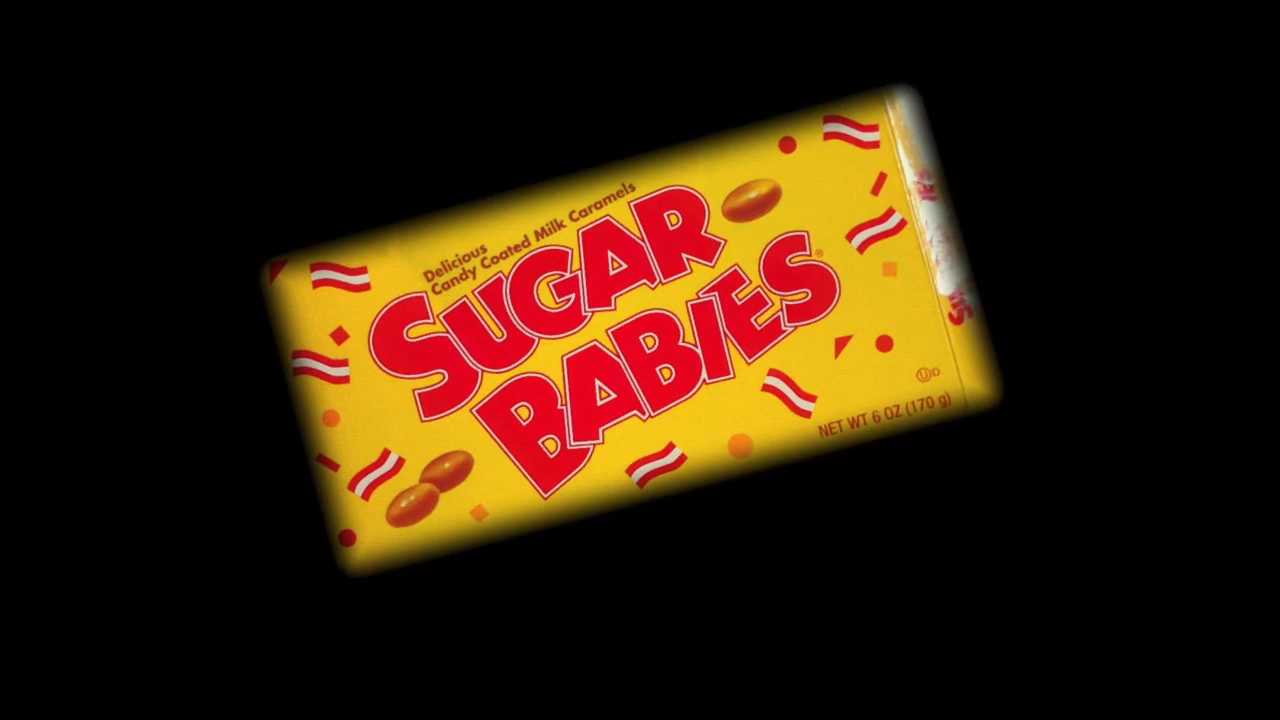 Delicious
Candy Coated Milk Caramels
SUGAR
BABIES®
NET WT 6 OZ (170 g)